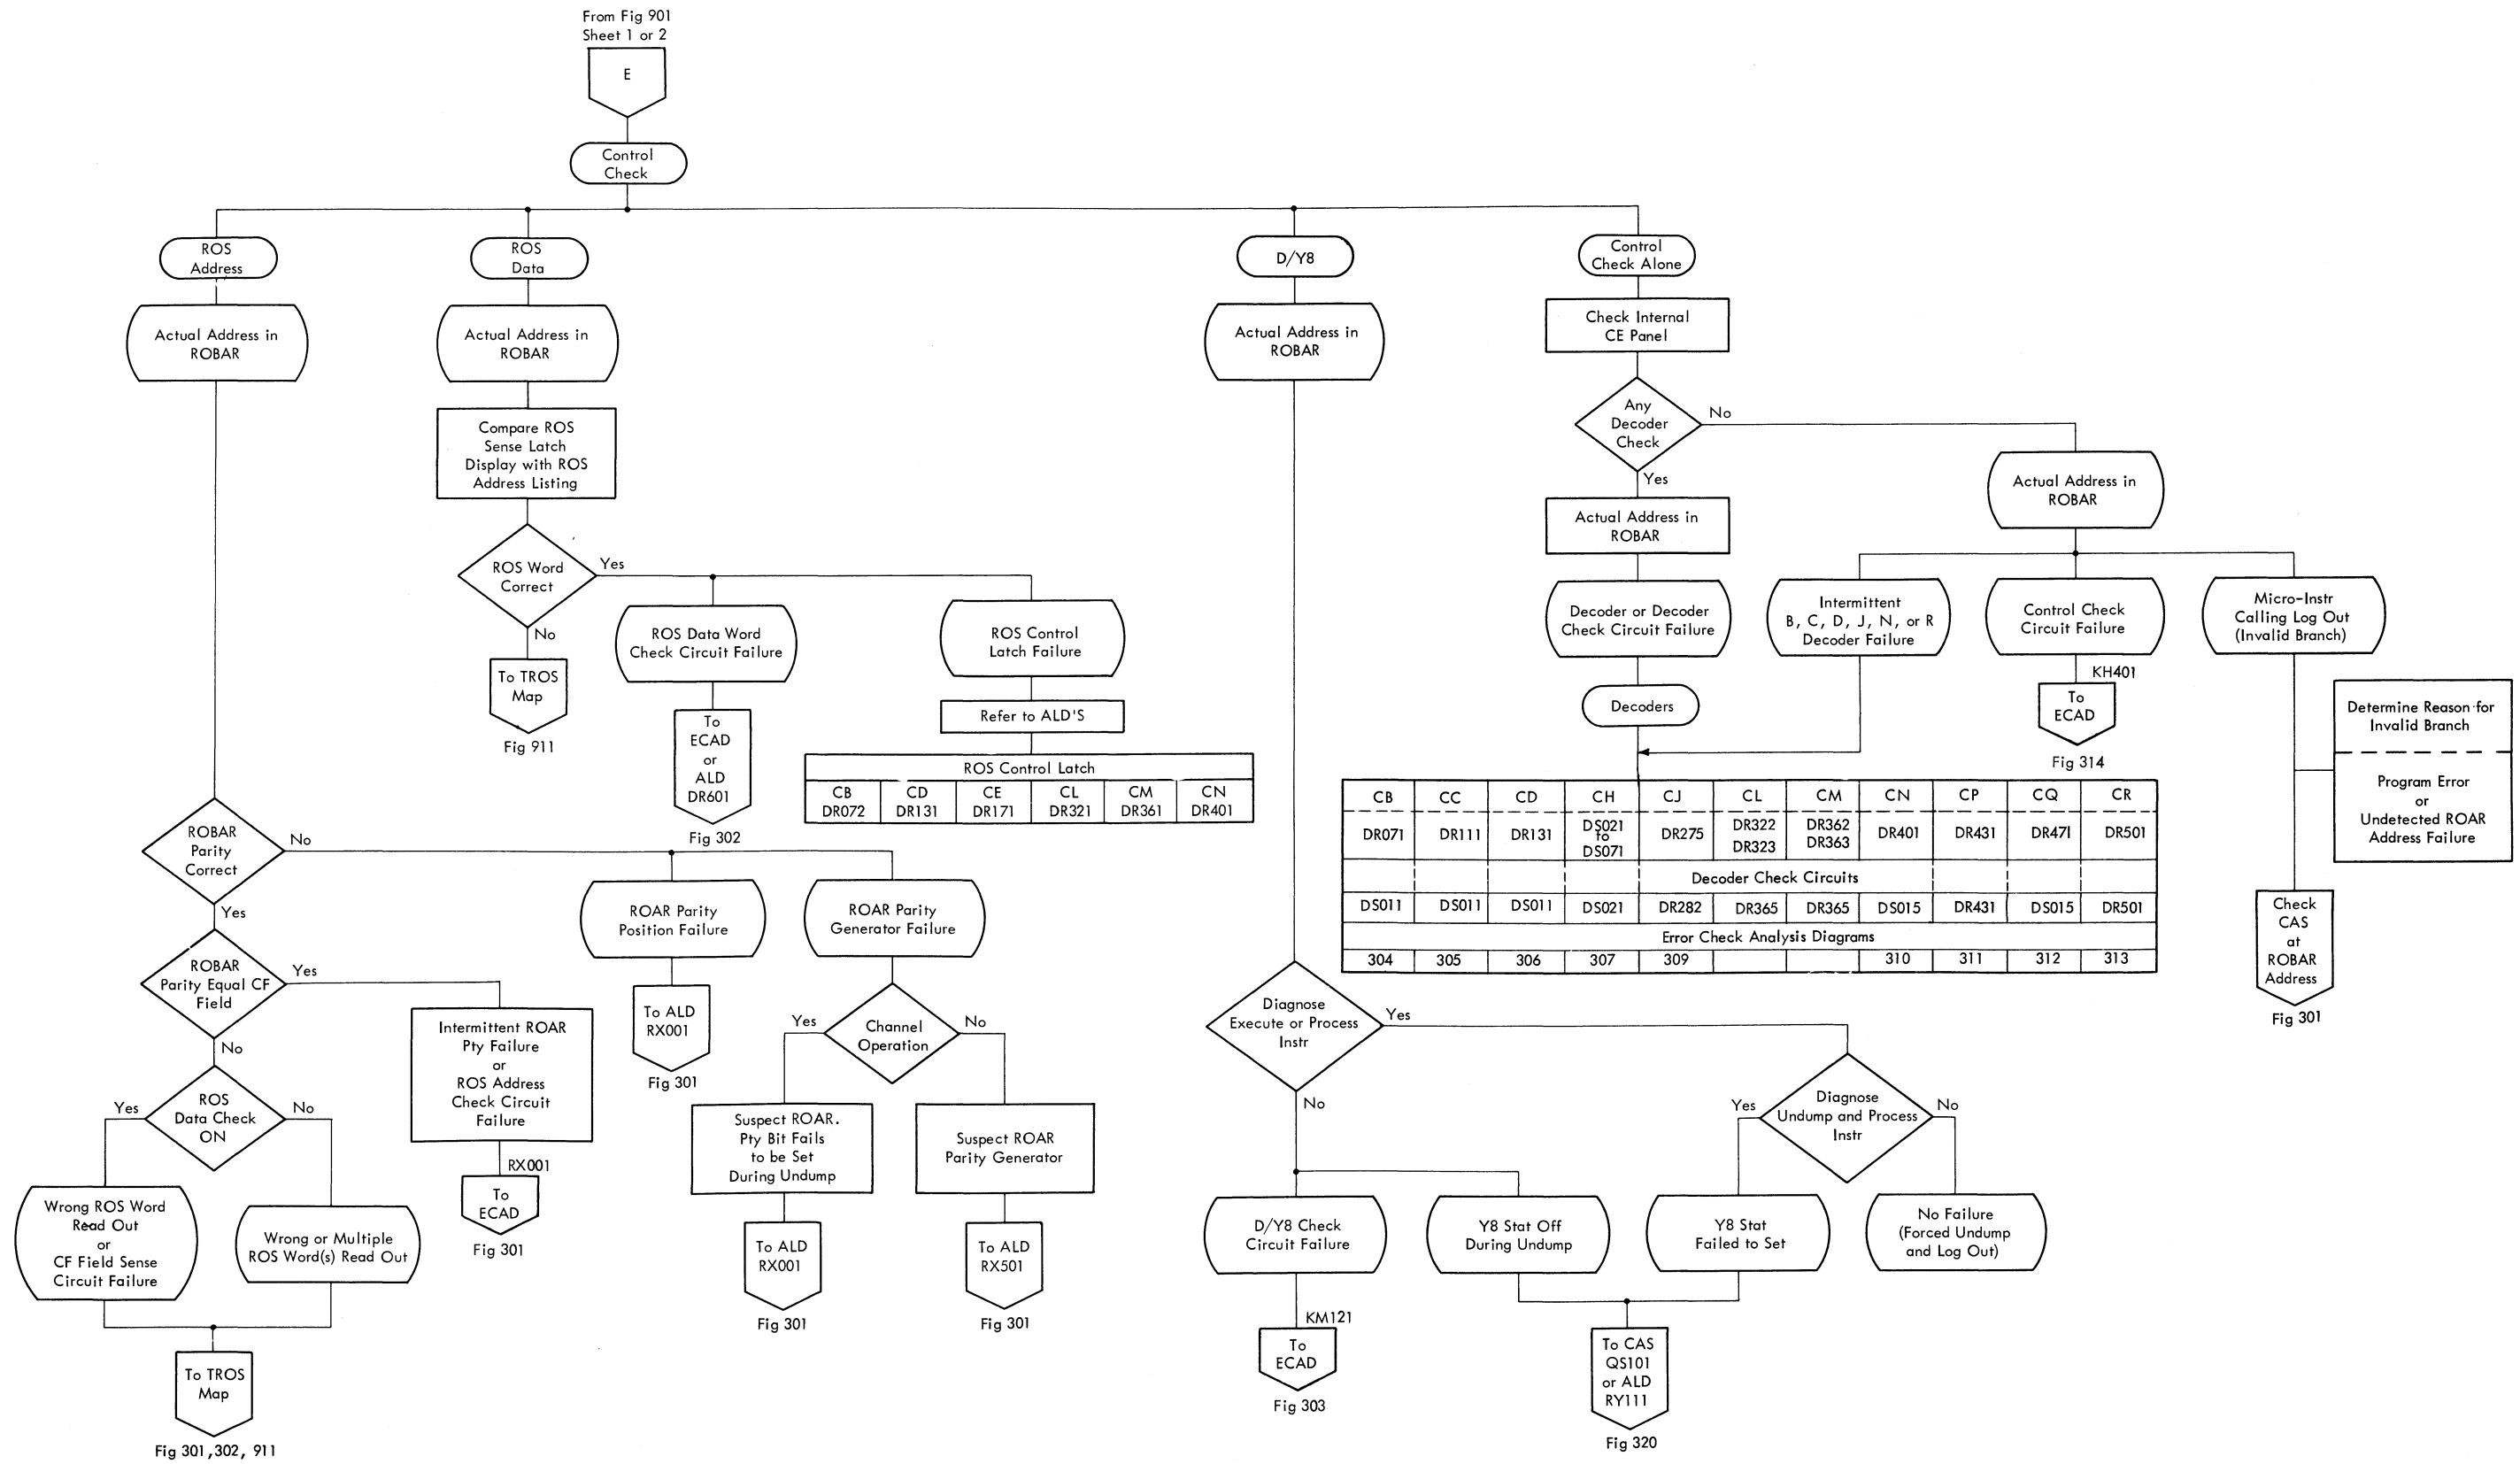 From Fig 901
Sheet 1 or 2
E
Control
Check
ROS
Address
Actual Address in
ROBAR
ROBAR
Parity
Correct
No
Yes
ROBAR
Parity Equal CF
Field
Yes
No
ROS
Data Check
ON
Yes
No
Wrong ROS Word
Read Out
or
CF Field Sense
Circuit Failure
Wrong or Multiple
ROS Word(s) Read Out
To TROS
Map
Fig 301,302, 911
Intermittent ROAR
Pty Failure
or
ROS Address
Check Circuit
Failure
RX001
To
ECAD
Fig 301
ROAR Parity
Position Failure
To ALD
RX001
Fig 301
ROAR Parity
Generator Failure
Channel
Operation
Yes
No
Suspect ROAR.
Pty Bit Fails
to be Set
During Undump
To ALD
RX001
Fig 301
Suspect ROAR
Parity Generator
To ALD
RX501
Fig 301
ROS
Data
Actual Address in
ROBAR
Compare ROS
Sense Latch
Display with ROS
Address Listing
ROS Word
Correct
Yes
No
To TROS
Map
Fig 911
ROS Data Word
Check Circuit Failure
To
ECAD
or
ALD
DR601
Fig 302
ROS Control
Latch Failure
Refer to ALD'S
ROS Control Latch
CB CD CE CL CM CN
DR072 DR131 DR171 DR321 DR361 DR401
D/Y8
Actual Address in
ROBAR
Diagnose
Execute or Process
Instr
Yes
No
D/Y8 Check
Circuit Failure
KM121
To
ECAD
Fig 303
Y8 Stat Off
During Undump
Diagnose
Undump and Process
Instr
Yes
No
Y8 Stat
Failed to Set
No Failure
(Forced Undump
and Log Out)
To CAS
QS101
or ALD
RY111
Fig 320
Control
Check Alone
Check Internal
CE Panel
Any
Decoder
Check
No
Yes
Actual Address in
ROBAR
Decoder or Decoder
Check Circuit Failure
Decoders
Actual Address in
ROBAR
Intermittent
B, C, D, J, N, or R
Decoder Failure
Control Check
Circuit Failure
KH401
To
ECAD
Fig 314
Micro-Instr
Calling Log Out
(Invalid Branch)
Determine Reason for
Invalid Branch
Program Error
or
Undetected ROAR
Address Failure
Check
CAS
at
ROBAR
Address
Fig 301
CB CC CD CH CJ CL CM CN CP CQ CR
DR071 DR111 DR131 DS021 to DS071 DR275 DR322 DR323 DR362 DR363 DR401 DR431 DR471 DR501
Decoder Check Circuits
DS011 DS011 DS011 DS021 DR282 DR365 DR365 DS015 DR431 DS015 DR501
Error Check Analysis Diagrams
304 305 306 307 309 310 311 312 313